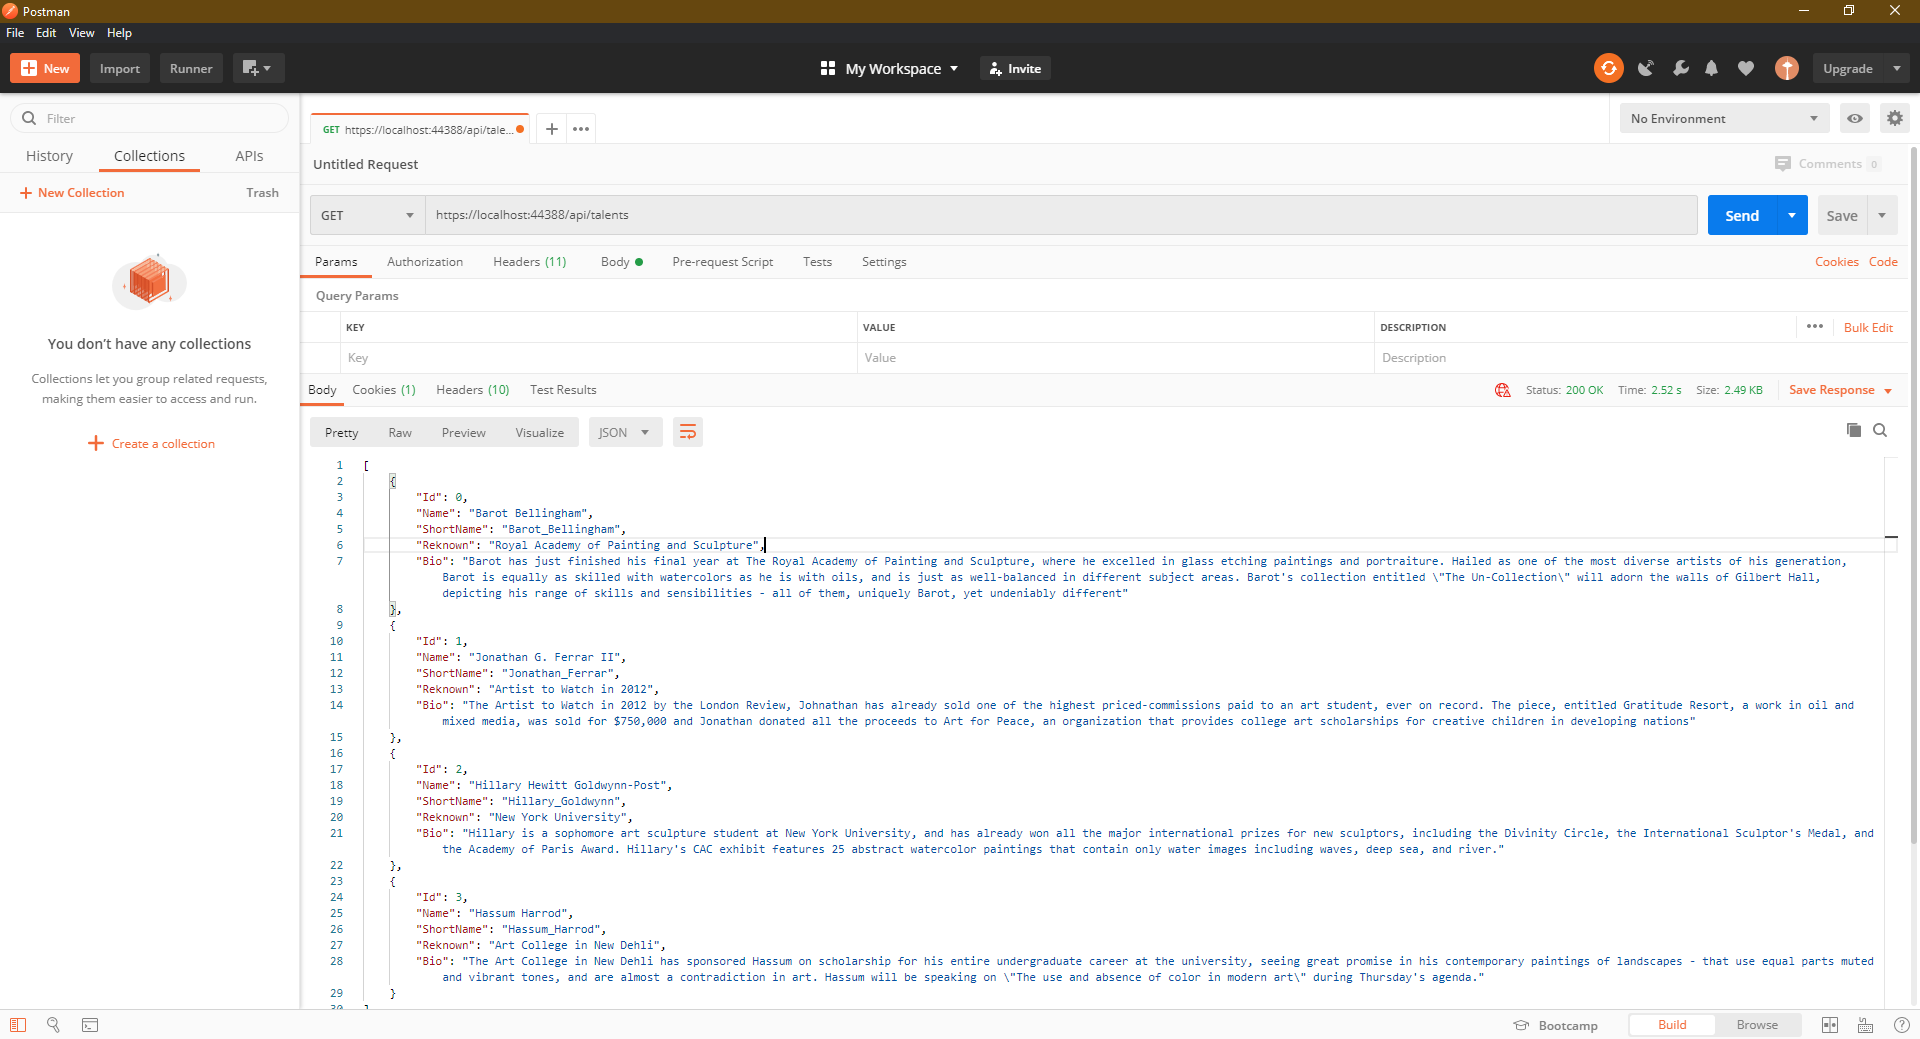 Postman
File Edit View Help
New Import Runner My Workspace Invite Upgrade
Filter
History Collections APIs
New Collection Trash
You don't have any collections
Collections let you group related requests,
making them easier to access and run.
Create a collection
GET https://localhost:44388/api/tale...
No Environment
Untitled Request
Comments 0
GET https://localhost:44388/api/talents Send Save
Params Authorization Headers (11) Body Pre-request Script Tests Settings Cookies Code
Query Params
KEY VALUE DESCRIPTION Bulk Edit
Key Value Description
Body Cookies (1) Headers (10) Test Results Status: 200 OK Time: 2.52 s Size: 2.49 KB Save Response
Pretty Raw Preview Visualize JSON
1 [
2 {
3 "Id": 0,
4 "Name": "Barot Bellingham",
5 "ShortName": "Barot_Bellingham",
6 "Reknown": "Royal Academy of Painting and Sculpture",
7 "Bio": "Barot has just finished his final year at The Royal Academy of Painting and Sculpture, where he excelled in glass etching paintings and portraiture. Hailed as one of the most diverse artists of his generation,
Barot is equally as skilled with watercolors as he is with oils, and is just as well-balanced in different subject areas. Barot's collection entitled \"The Un-Collection\" will adorn the walls of Gilbert Hall,
depicting his range of skills and sensibilities - all of them, uniquely Barot, yet undeniably different"
8 },
9 {
10 "Id": 1,
11 "Name": "Jonathan G. Ferrar II",
12 "ShortName": "Jonathan_Ferrar",
13 "Reknown": "Artist to Watch in 2012",
14 "Bio": "The Artist to Watch in 2012 by the London Review, Johnathan has already sold one of the highest priced-commissions paid to an art student, ever on record. The piece, entitled Gratitude Resort, a work in oil and
mixed media, was sold for $750,000 and Jonathan donated all the proceeds to Art for Peace, an organization that provides college art scholarships for creative children in developing nations"
15 },
16 {
17 "Id": 2,
18 "Name": "Hillary Hewitt Goldwynn-Post",
19 "ShortName": "Hillary_Goldwynn",
20 "Reknown": "New York University",
21 "Bio": "Hillary is a sophomore art sculpture student at New York University, and has already won all the major international prizes for new sculptors, including the Divinity Circle, the International Sculptor's Medal, and
the Academy of Paris Award. Hillary's CAC exhibit features 25 abstract watercolor paintings that contain only water images including waves, deep sea, and river."
22 },
23 {
24 "Id": 3,
25 "Name": "Hassum Harrod",
26 "ShortName": "Hassum_Harrod",
27 "Reknown": "Art College in New Dehli",
28 "Bio": "The Art College in New Dehli has sponsored Hassum on scholarship for his entire undergraduate career at the university, seeing great promise in his contemporary paintings of landscapes - that use equal parts muted
and vibrant tones, and are almost a contradiction in art. Hassum will be speaking on \"The use and absence of color in modern art\" during Thursday's agenda."
29 }
30 ]
Bootcamp Build Browse